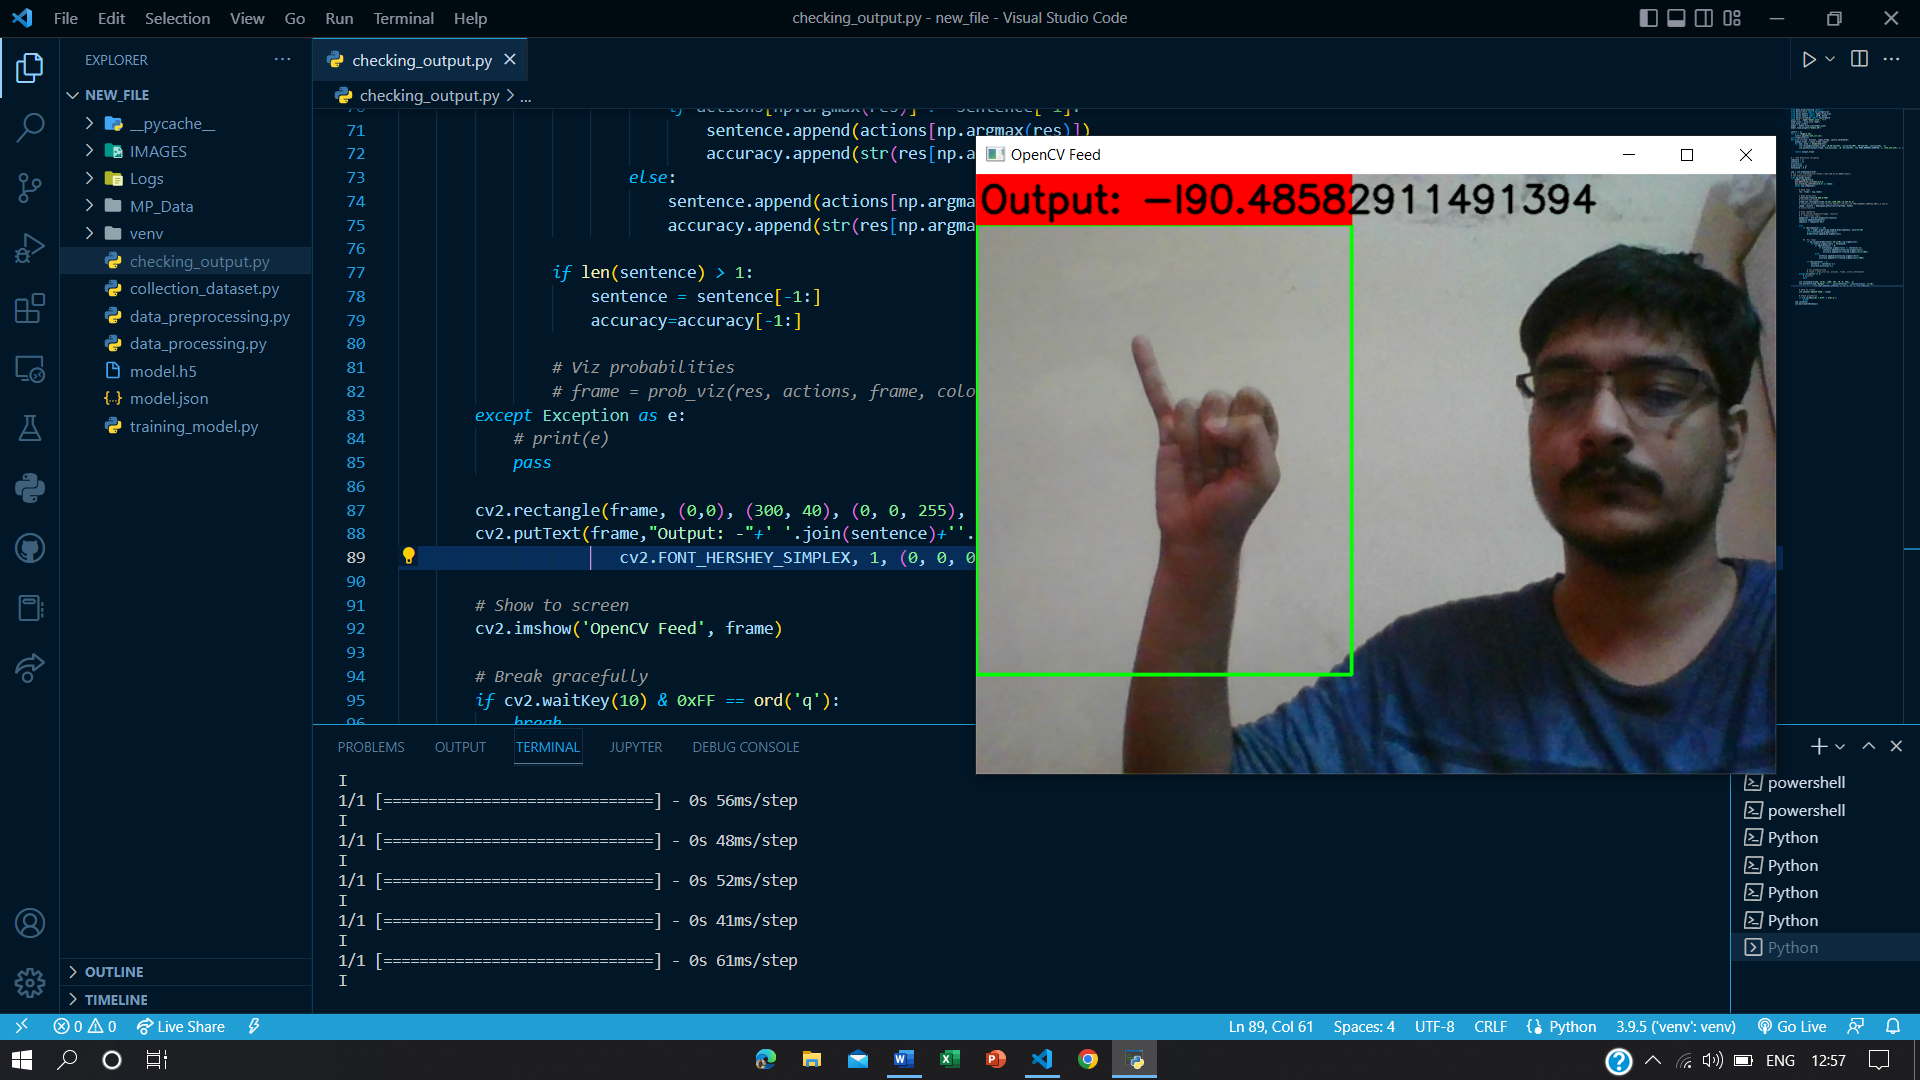 File Edit Selection View Go Run Terminal Help
checking_output.py - new_file - Visual Studio Code
EXPLORER
NEW_FILE
__pycache__
IMAGES
Logs
MP_Data
venv
checking_output.py
collection_dataset.py
data_preprocessing.py
data_processing.py
model.h5
model.json
training_model.py
OUTLINE
TIMELINE
checking_output.py
checking_output.py > ...
71 sentence.append(actions[np.argmax(res)])
72 accuracy.append(str(res[np.a
73 else:
74 sentence.append(actions[np.argma
75 accuracy.append(str(res[np.argma
76
77 if len(sentence) > 1:
78 sentence = sentence[-1:]
79 accuracy=accuracy[-1:]
80
81 # Viz probabilities
82 # frame = prob_viz(res, actions, frame, colo
83 except Exception as e:
84 # print(e)
85 pass
86
87 cv2.rectangle(frame, (0,0), (300, 40), (0, 0, 255),
88 cv2.putText(frame,"Output: -"+' '.join(sentence)+''.
89 cv2.FONT_HERSHEY_SIMPLEX, 1, (0, 0, 0
90
91 # Show to screen
92 cv2.imshow('OpenCV Feed', frame)
93
94 # Break gracefully
95 if cv2.waitKey(10) & 0xFF == ord('q'):
96 break
OpenCV Feed
Output: -I90.48582911491394
PROBLEMS OUTPUT TERMINAL JUPYTER DEBUG CONSOLE
I
1/1 [==============================] - 0s 56ms/step
I
1/1 [==============================] - 0s 48ms/step
I
1/1 [==============================] - 0s 52ms/step
I
1/1 [==============================] - 0s 41ms/step
I
1/1 [==============================] - 0s 61ms/step
I
powershell
powershell
Python
Python
Python
Python
Python
0 0 Live Share
Ln 89, Col 61 Spaces: 4 UTF-8 CRLF Python 3.9.5 ('venv': venv) Go Live
ENG 12:57